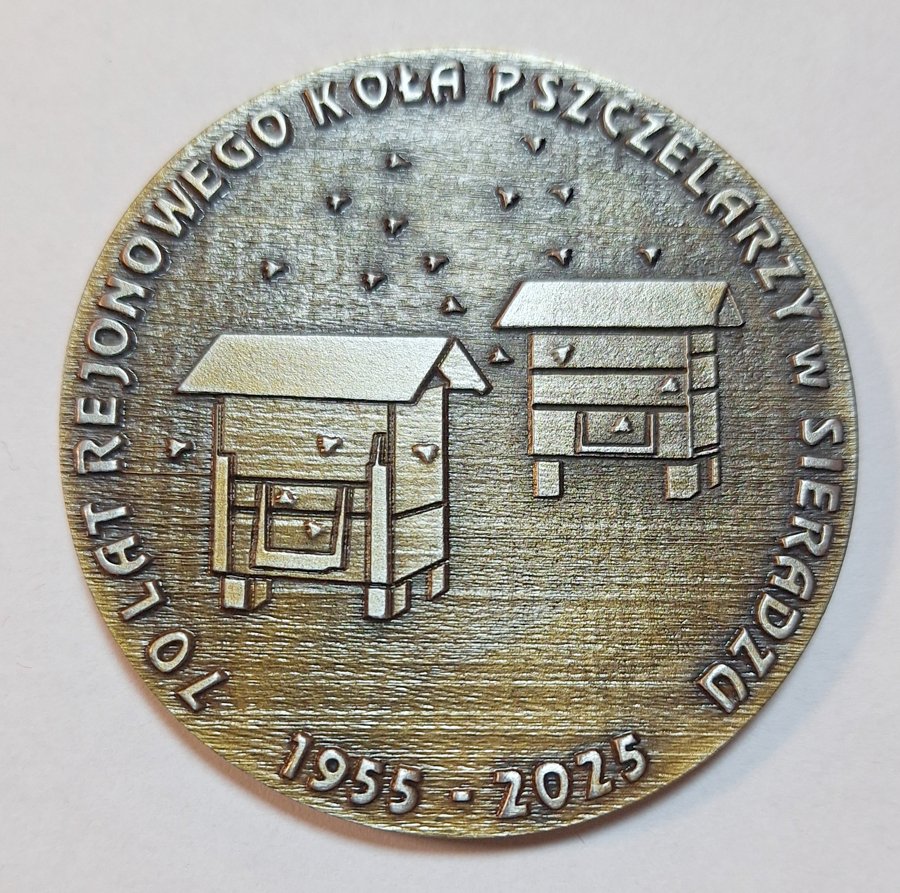 70 LAT REJONOWEGO KOŁA PSZCZELARZY W SIERADZU
1955 - 2025